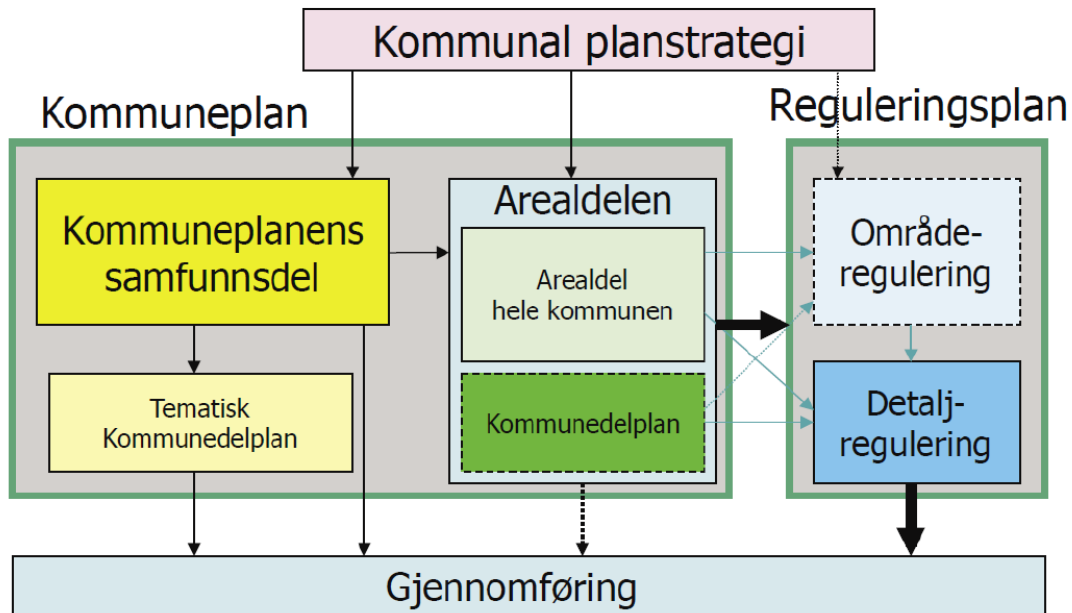 Kommunal planstrategi
Kommuneplan
Reguleringsplan
Kommuneplanens
samfunnsdel
Arealdelen
Arealdel
hele kommunen
Område-
regulering
Tematisk
Kommunedelplan
Kommunedelplan
Detalj-
regulering
Gjennomføring